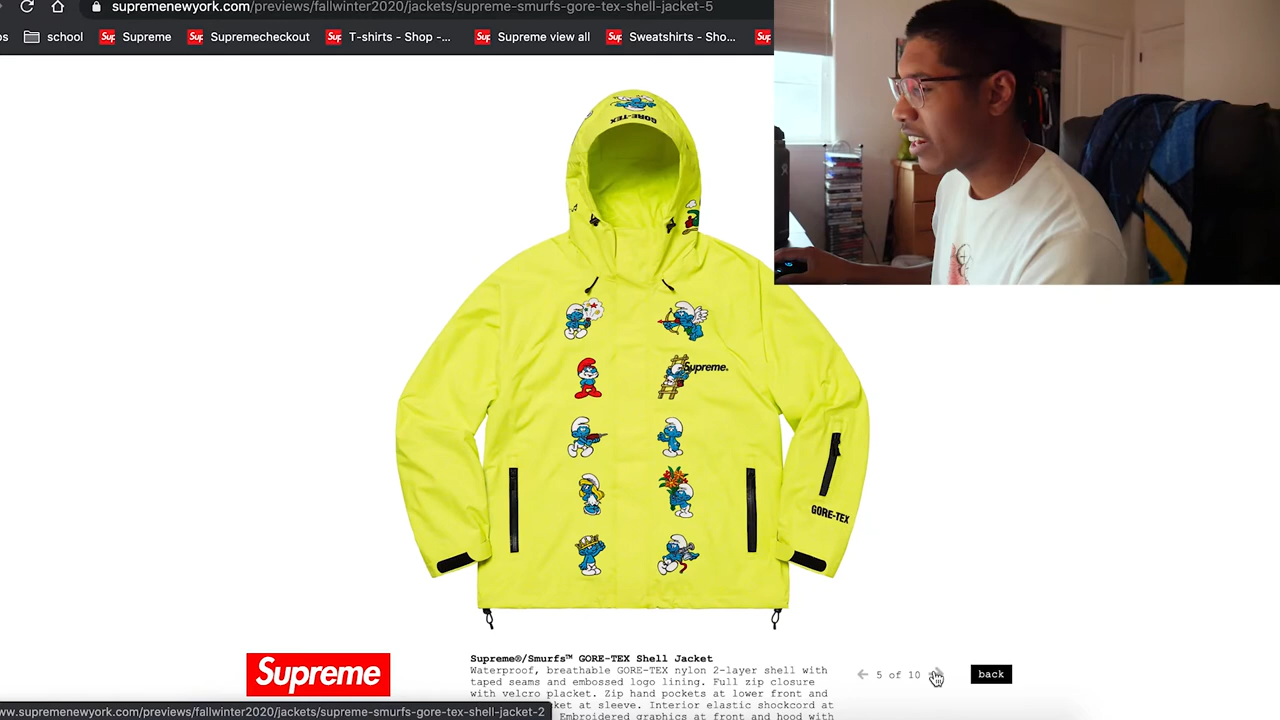 supremenewyork.com/previews/fallwinter2020/jackets/supreme-smurfs-gore-tex-shell-jacket-5
school Supreme Supremecheckout T-shirts - Shop -... Supreme view all Sweatshirts - Sho...
GORE-TEX
Supreme.
GORE-TEX
Supreme
Supreme®/Smurfs™ GORE-TEX Shell Jacket
Waterproof, breathable GORE-TEX nylon 2-layer shell with
taped seams and embossed logo lining. Full zip closure
with velcro placket. Zip hand pockets at lower front and
at sleeve. Interior elastic shockcord
Embroidered graphics at front and hood with
5 of 10
back
www.supremenewyork.com/previews/fallwinter2020/jackets/supreme-smurfs-gore-tex-shell-jacket-2